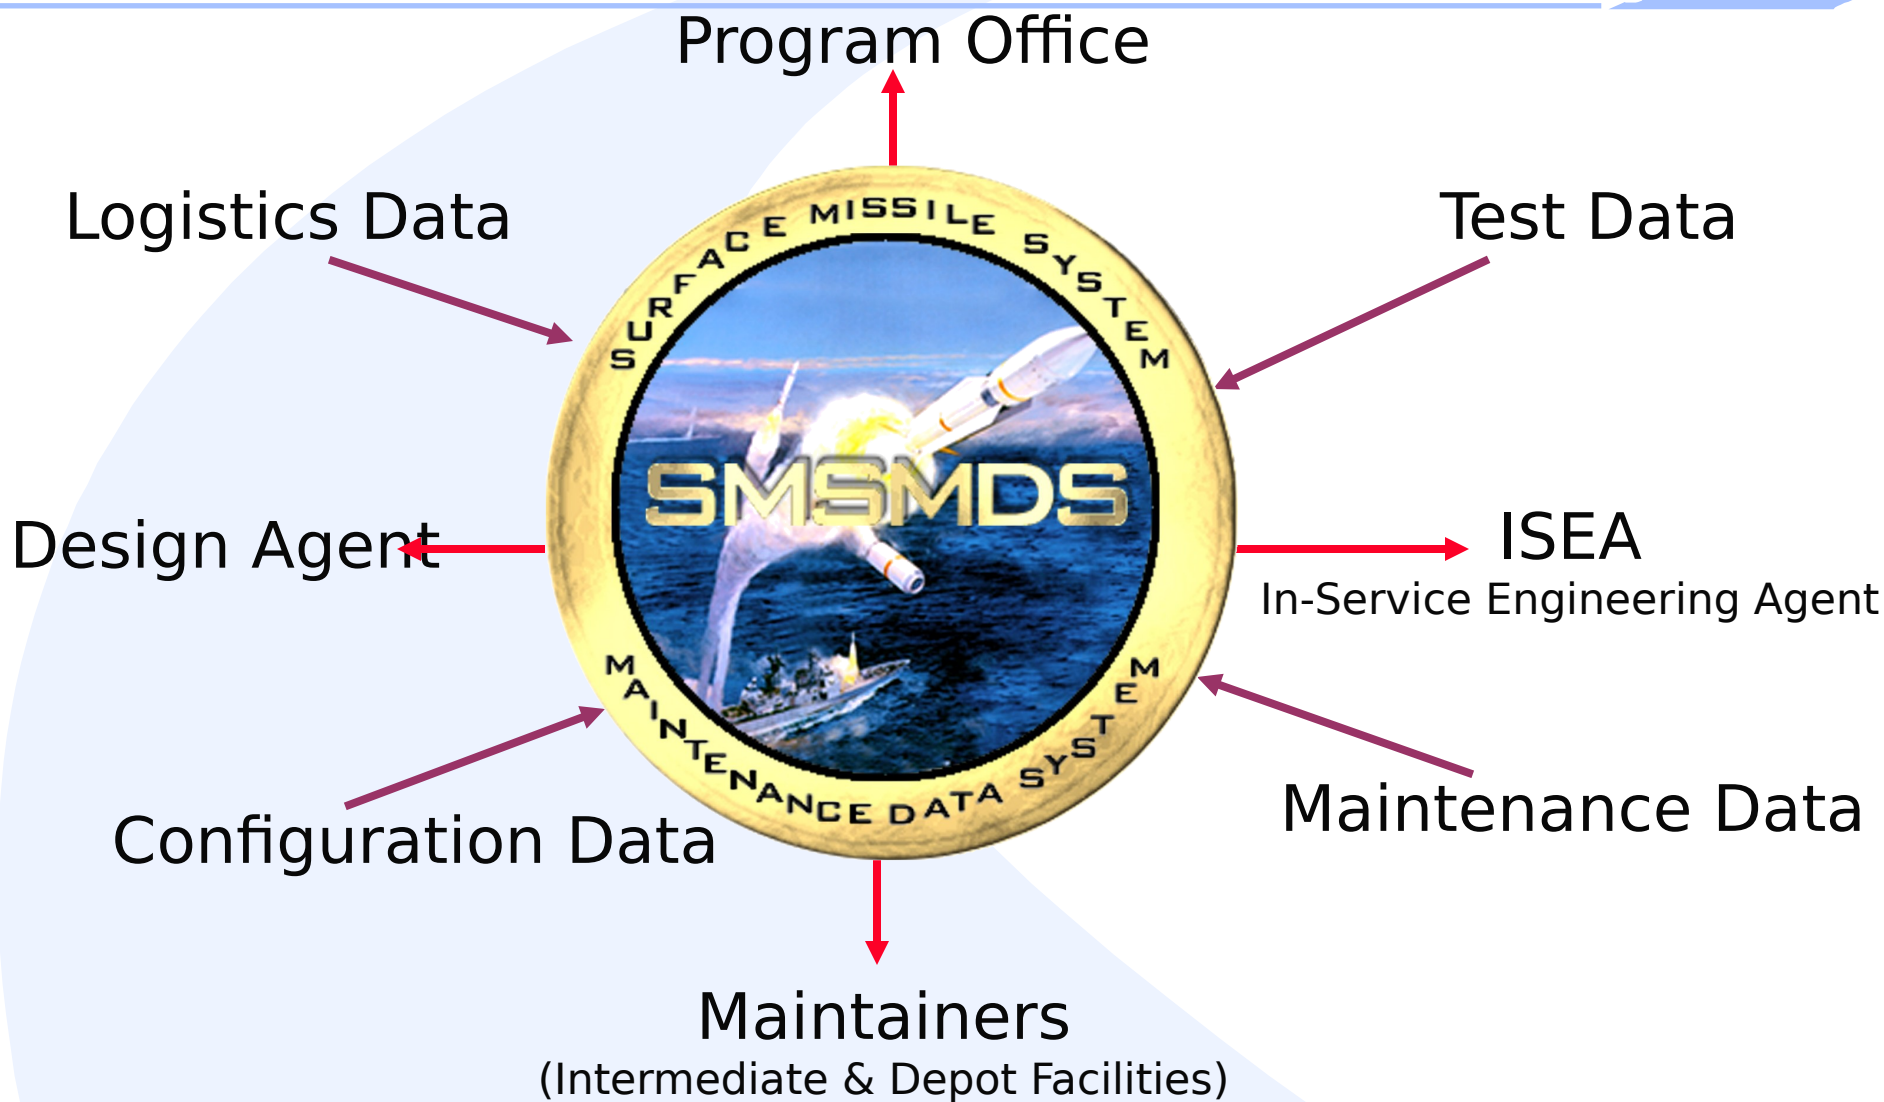 Program Office
Logistics Data
Test Data
SURFACE MISSILE SYSTEM
SMSMDS
Design Agent
ISEA
In-Service Engineering Agent
MAINTENANCE DATA SYSTEM
Configuration Data
Maintenance Data
Maintainers
(Intermediate & Depot Facilities)